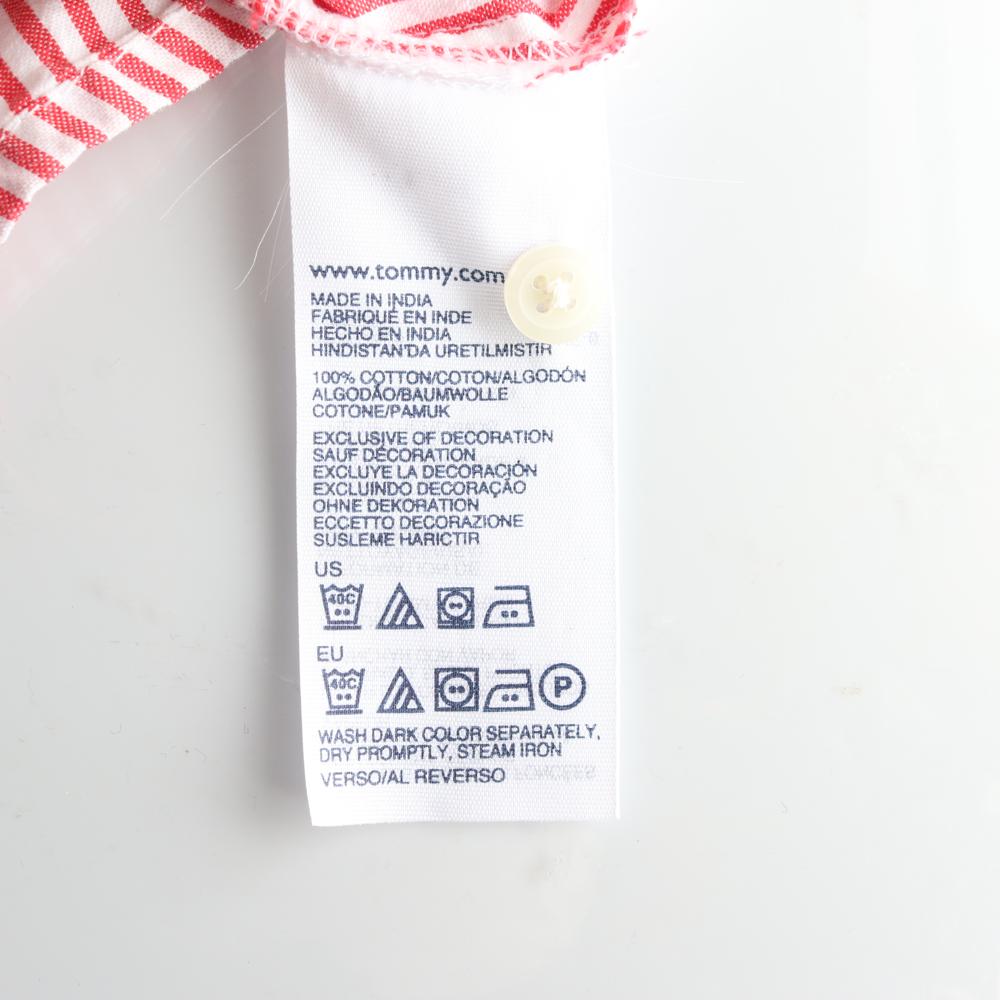 www.tommy.com
MADE IN INDIA
FABRIQUÉ EN INDE
HECHO EN INDIA
HINDISTAN'DA URETILMISTIR
100% COTTON/COTON/ALGODÓN
ALGODÃO/BAUMWOLLE
COTONE/PAMUK
EXCLUSIVE OF DECORATION
SAUF DÉCORATION
EXCLUYE LA DECORACIÓN
EXCLUINDO DECORAÇÃO
OHNE DEKORATION
ECCETTO DECORAZIONE
SUSLEME HARICTIR
US
40C
EU
40C P
WASH DARK COLOR SEPARATELY,
DRY PROMPTLY, STEAM IRON
VERSO/AL REVERSO